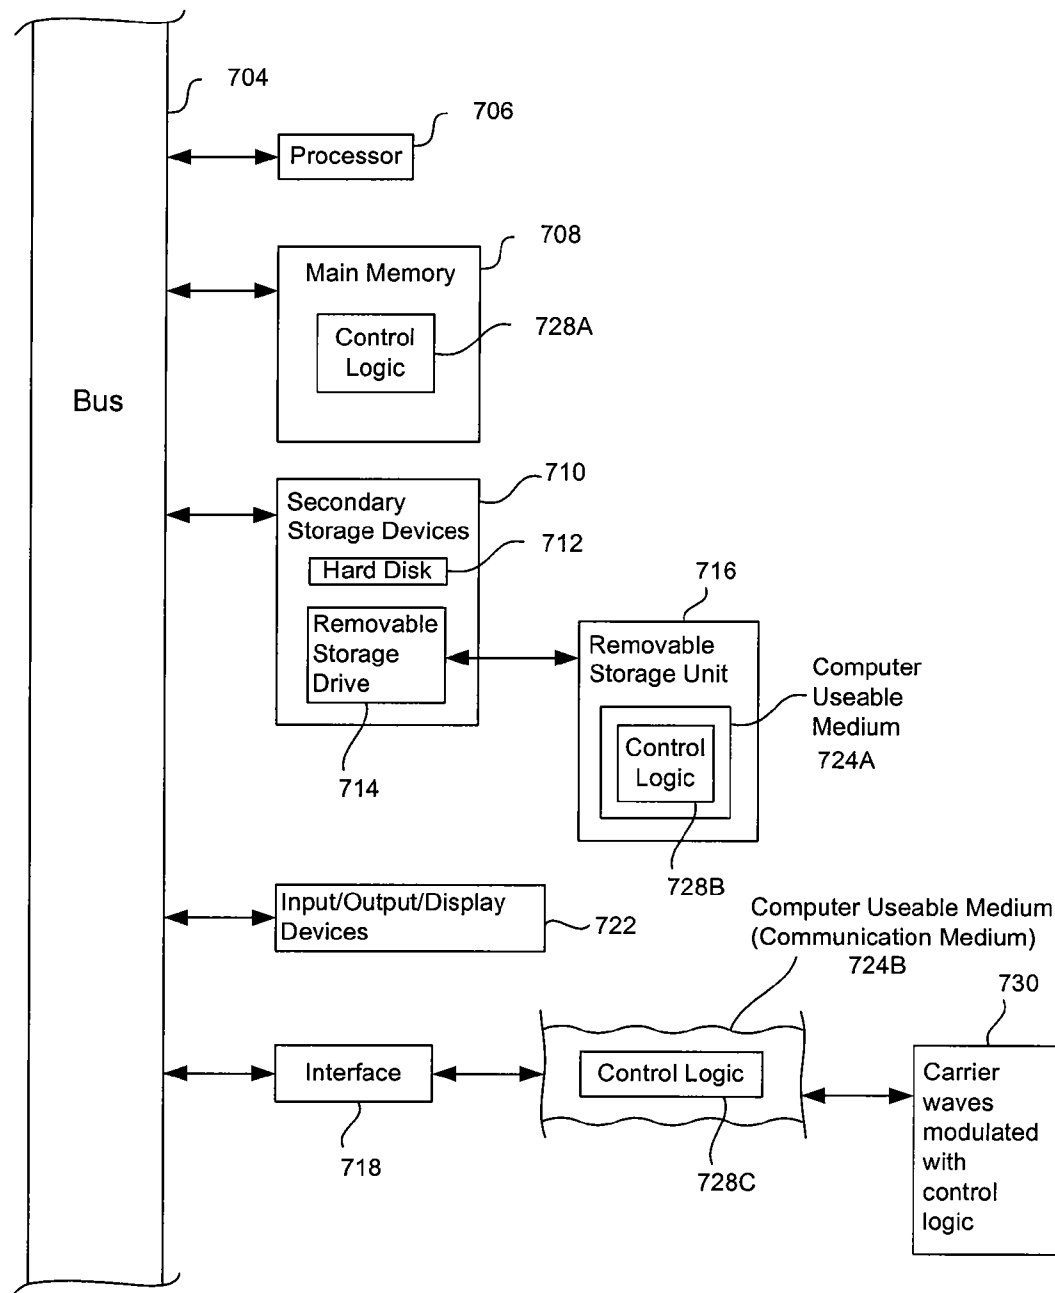 704
706
Processor
708
Main Memory
728A
Control
Logic
Bus
710
Secondary
Storage Devices
712
Hard Disk
716
Removable
Storage
Drive
Removable
Storage Unit
Computer
Useable
Medium
724A
Control
Logic
714
728B
Input/Output/Display
Devices
722
Computer Useable Medium
(Communication Medium)
724B
730
Interface
Control Logic
Carrier
waves
modulated
with
control
logic
718
728C